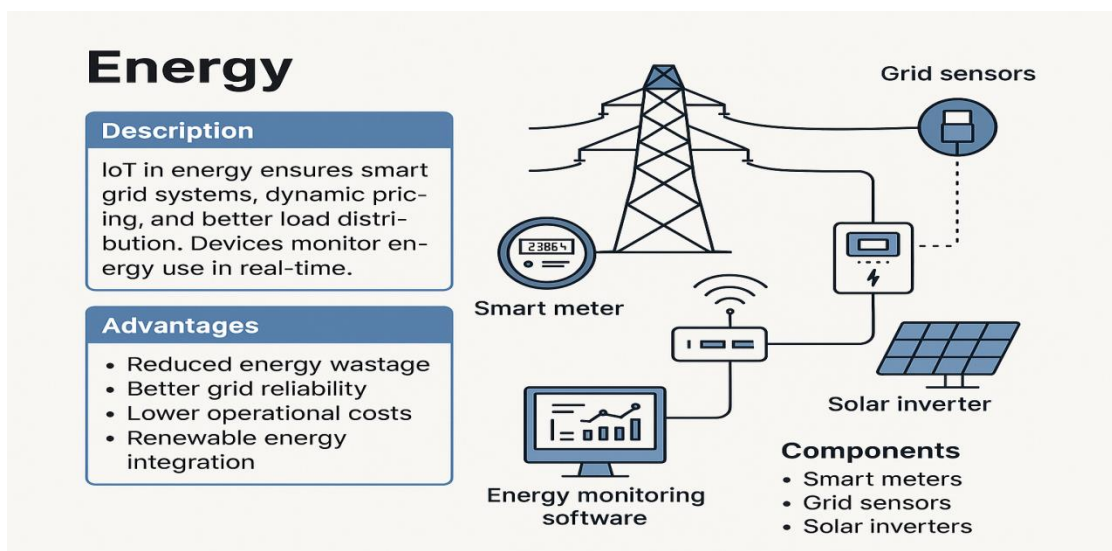 Energy
Description
IoT in energy ensures smart
grid systems, dynamic pric-
ing, and better load distri-
bution. Devices monitor en-
ergy use in real-time.
Advantages
• Reduced energy wastage
• Better grid reliability
• Lower operational costs
• Renewable energy
integration
Grid sensors
23864
Smart meter
Solar inverter
Energy monitoring
software
Components
• Smart meters
• Grid sensors
• Solar inverters